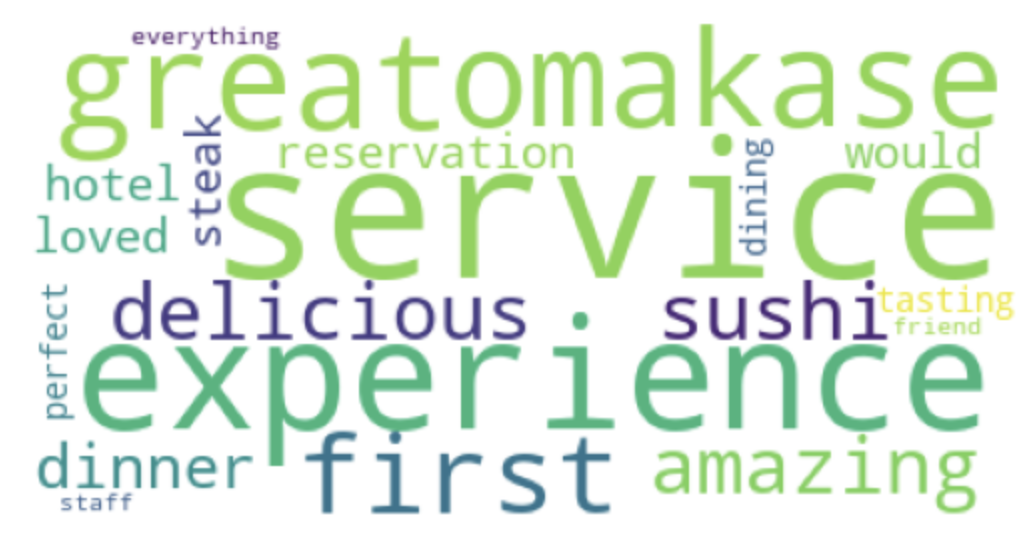 everything
greatomakase
steak
reservation
dining
would
hotel
service
loved
delicious
sushi
tasting
friend
perfect
experience
dinner
first
amazing
staff